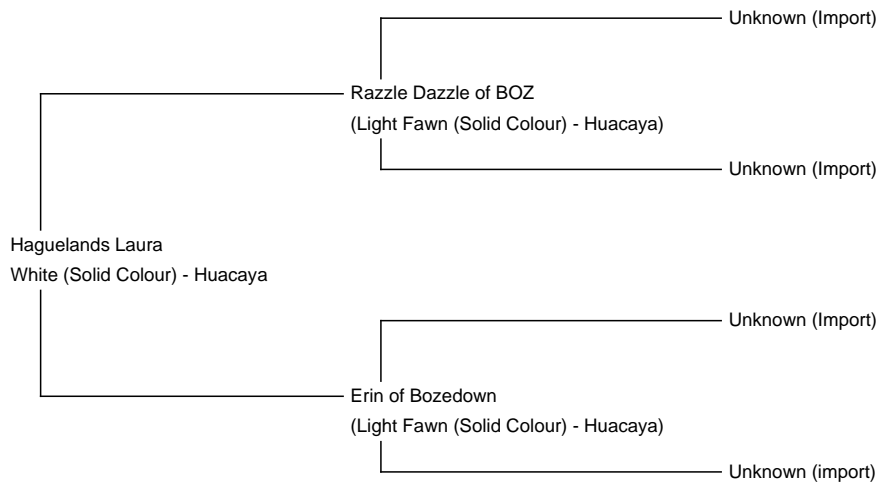 Unknown (Import)
Razzle Dazzle of BOZ
(Light Fawn (Solid Colour) - Huacaya)
Unknown (Import)
Haguelands Laura
White (Solid Colour) - Huacaya
Unknown (Import)
Erin of Bozedown
(Light Fawn (Solid Colour) - Huacaya)
Unknown (import)